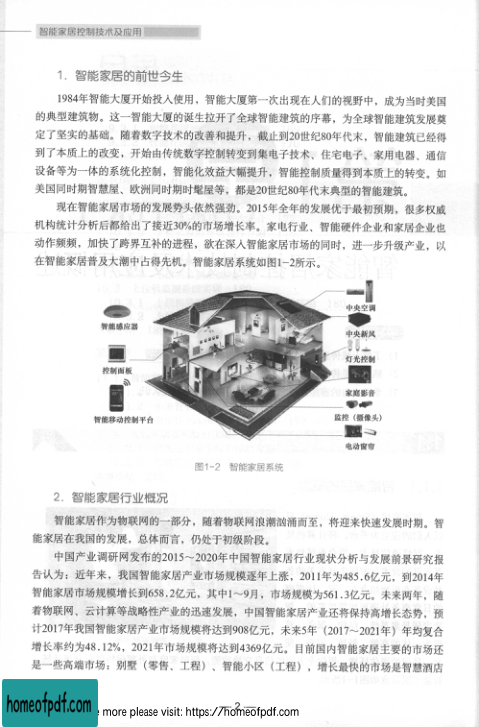 智能家居控制技术及应用
1. 智能家居的前世今生
1984年智能大厦开始投入使用，智能大厦第一次出现在人们的视野中，成为当时美国
的典型建筑物。这一智能大厦的诞生拉开了全球智能建筑的序幕，为全球智能建筑发展奠
定了坚实的基础。随着数字技术的改善和提升，截止到20世纪80年代末，智能建筑已经得
到了本质上的改变，开始由传统数字控制转变到集电子技术、住宅电子、家用电器、通信
设备等为一体的系统化控制，智能化效益大幅提升，智能控制质量得到本质上的转变。如
美国同时期智慧屋、欧洲同时期时髦屋等，都是20世纪80年代末典型的智能建筑。
现在智能家居市场的发展势头依然强劲。2015年全年的发展优于最初预期，很多权威
机构统计分析后都给出了接近30%的市场增长率。家电行业、智能硬件企业和家居企业也
动作频频，加快了跨界互补的进程，欲在深入智能家居市场的同时，进一步升级产业，以
在智能家居普及大潮中占得先机。智能家居系统如图1-2所示。
智能感应器
控制面板
智能移动控制平台
中央空调
中央新风
灯光控制
家庭影音
监控（摄像头）
电动窗帘
图1-2 智能家居系统
2. 智能家居行业概况
智能家居作为物联网的一部分，随着物联网浪潮汹涌而至，将迎来快速发展时期。智
能家居在我国的发展，总体而言，仍处于初级阶段。
中国产业调研网发布的2015～2020年中国智能家居行业现状分析与发展前景研究报
告认为：近年来，我国智能家居产业市场规模逐年上涨，2011年为485.6亿元，到2014年
智能家居市场规模增长到658.2亿元，其中1～9月，市场规模为561.3亿元。未来两年，随
着物联网、云计算等战略性产业的迅速发展，中国智能家居产业还将保持高增长态势，预
计2017年我国智能家居产业市场规模将达到908亿元，未来5年（2017～2021年）年均复合
增长率约为48.12%，2021年市场规模将达到4369亿元。目前国内智能家居主要的市场还
是一些高端市场：别墅（零售、工程）、智能小区（工程），增长最快的市场是智慧酒店
2
homeofpdf.com
e more please visit: https://homeofpdf.com